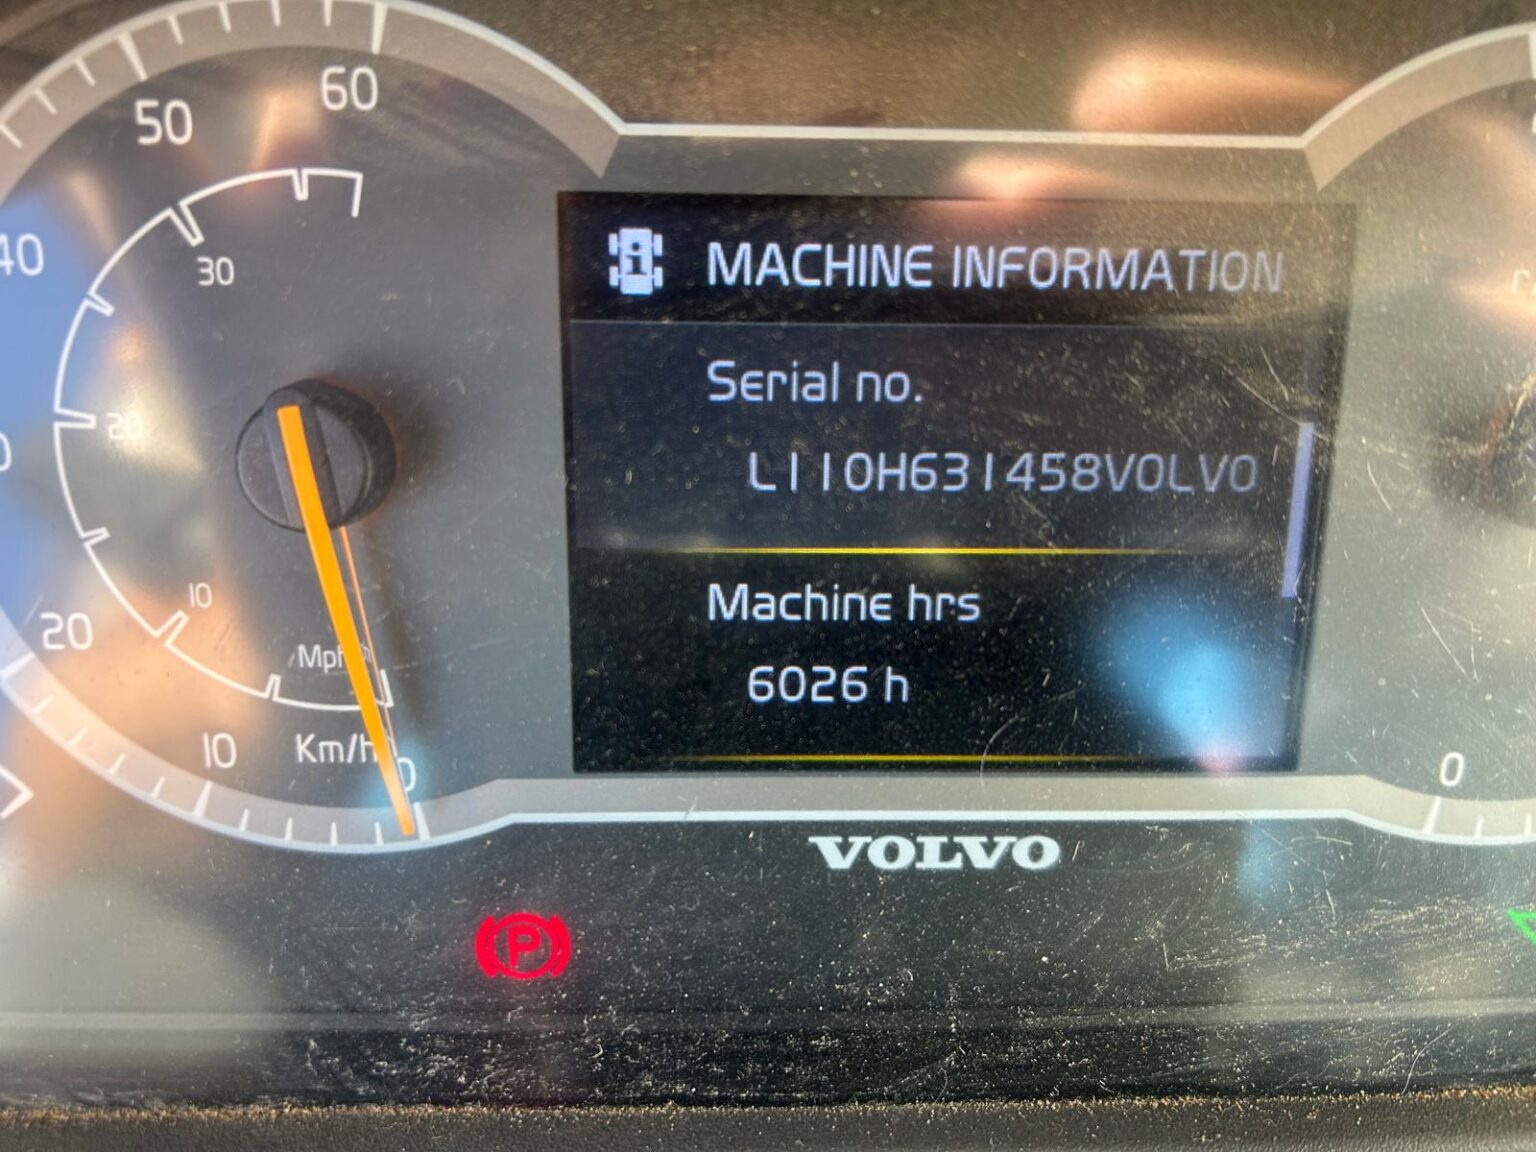 60
50
40
30
20
10
20
Mph
10
Km/h
0
MACHINE INFORMATION
Serial no.
L110H631458VOLVO
Machine hrs
6026 h
0
VOLVO
P